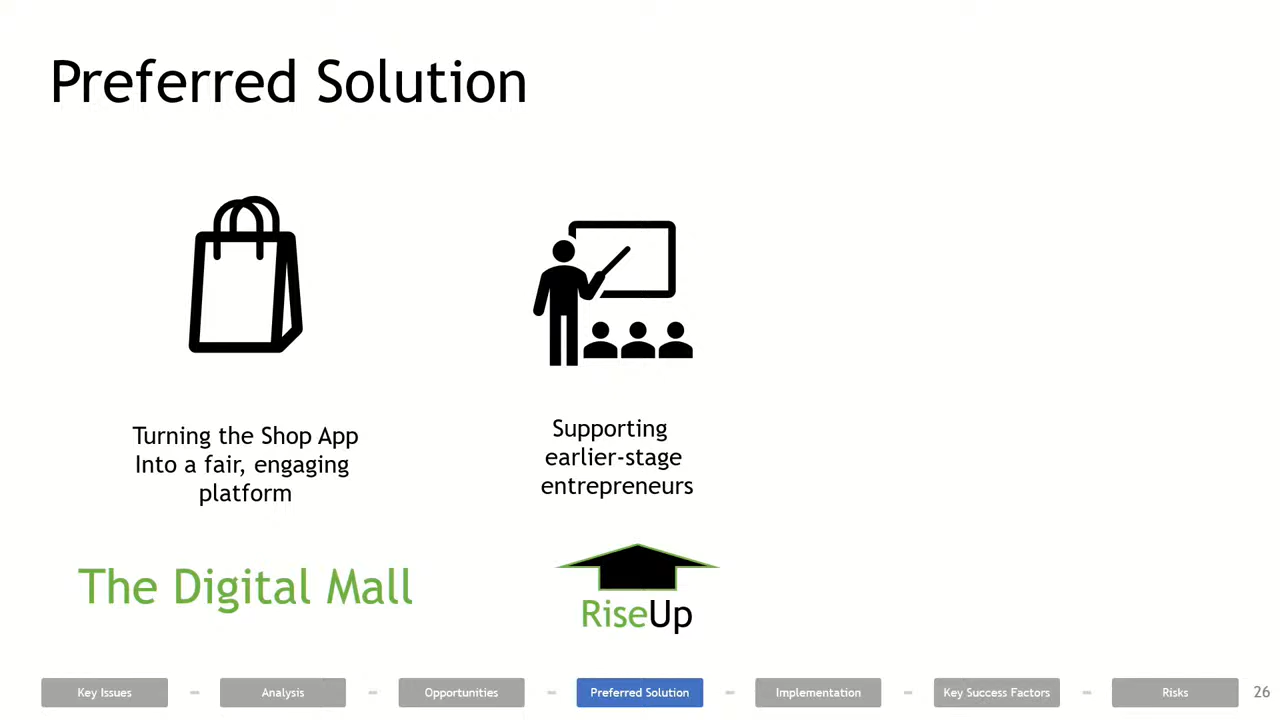 Preferred Solution
Turning the Shop App
Into a fair, engaging
platform
The Digital Mall
Supporting
earlier-stage
entrepreneurs
RiseUp
Key Issues
Analysis
Opportunities
Preferred Solution
Implementation
Key Success Factors
Risks
26